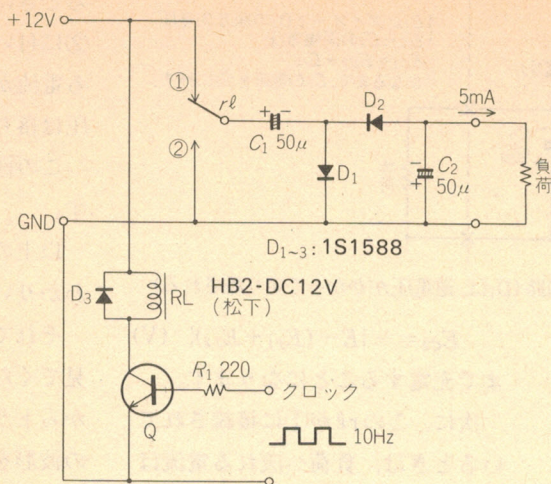 +12V
①
rℓ
②
+ -
C₁ 50μ
D₂
D₁
5mA
-
+
C₂
50μ
負荷
GND
D₁~₃: 1S1588
D₃
RL
HB2-DC12V
(松下)
R₁ 220
クロック
Q
10Hz